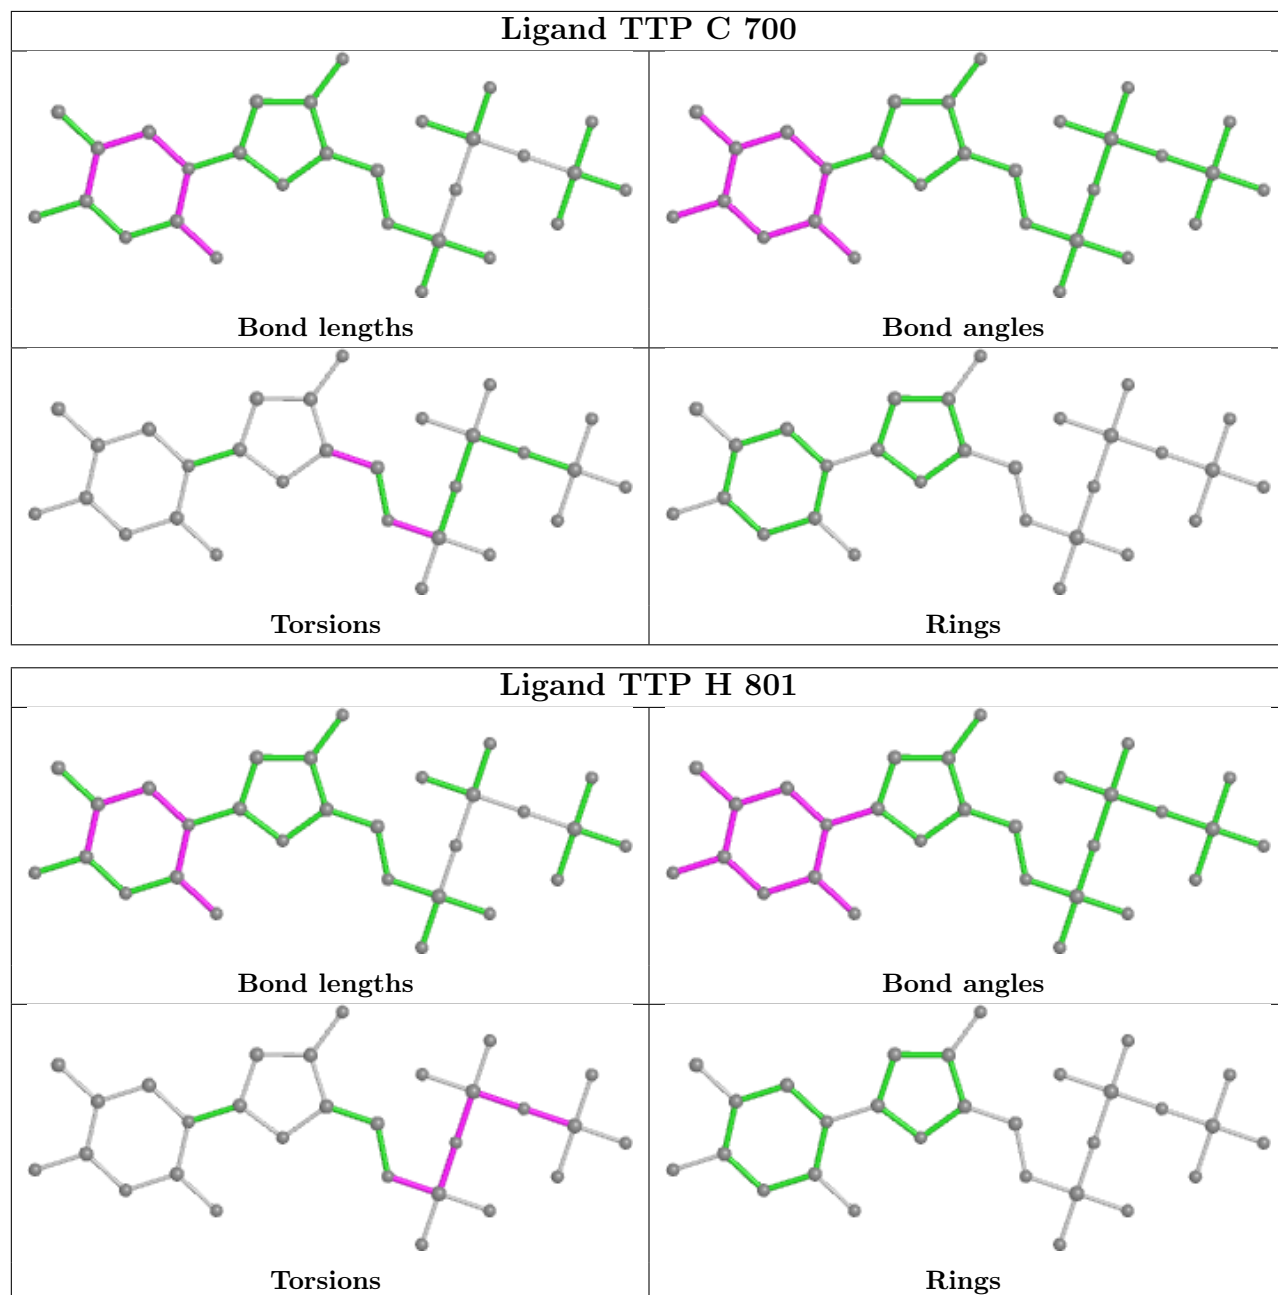 Ligand TTP C 700
Bond lengths
Bond angles
Torsions
Rings
Ligand TTP H 801
Bond lengths
Bond angles
Torsions
Rings